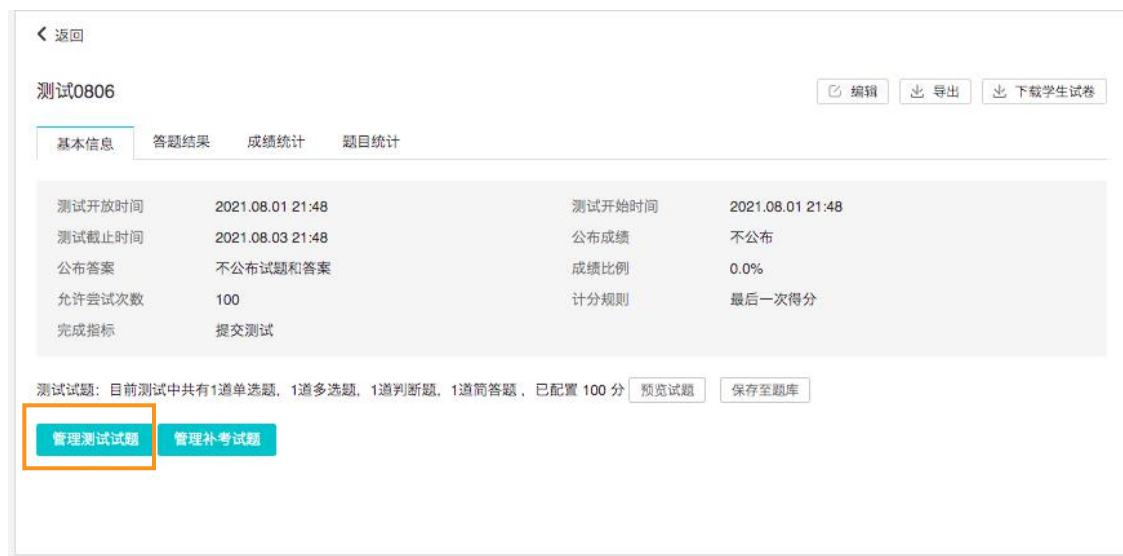 返回
测试0806
编辑 导出 下载学生试卷
基本信息 答题结果 成绩统计 题目统计
测试开放时间 2021.08.01 21:48 测试开始时间 2021.08.01 21:48
测试截止时间 2021.08.03 21:48 公布成绩 不公布
公布答案 不公布试题和答案 成绩比例 0.0%
允许尝试次数 100 计分规则 最后一次得分
完成指标 提交测试
测试试题：目前测试中共有1道单选题，1道多选题，1道判断题，1道简答题，已配置 100 分 预览试题 保存至题库
管理测试试题 管理补考试题